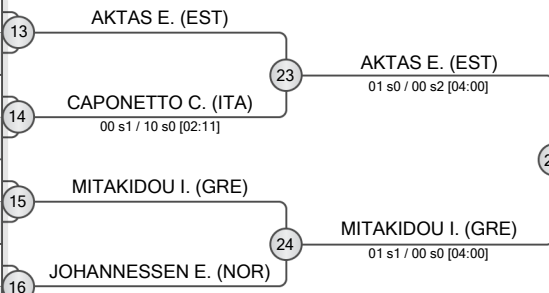 AKTAS E. (EST)
13
23
AKTAS E. (EST)
01 s0 / 00 s2 [04:00]
CAPONETTO C. (ITA)
14
00 s1 / 10 s0 [02:11]
MITAKIDOU I. (GRE)
15
24
MITAKIDOU I. (GRE)
01 s1 / 00 s0 [04:00]
JOHANNESSEN E. (NOR)
16